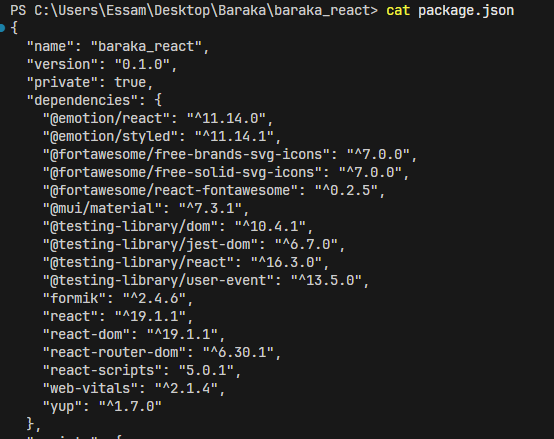 PS C:\Users\Essam\Desktop\Baraka\baraka_react> cat package.json
{
  "name": "baraka_react",
  "version": "0.1.0",
  "private": true,
  "dependencies": {
    "@emotion/react": "^11.14.0",
    "@emotion/styled": "^11.14.1",
    "@fortawesome/free-brands-svg-icons": "^7.0.0",
    "@fortawesome/free-solid-svg-icons": "^7.0.0",
    "@fortawesome/react-fontawesome": "^0.2.5",
    "@mui/material": "^7.3.1",
    "@testing-library/dom": "^10.4.1",
    "@testing-library/jest-dom": "^6.7.0",
    "@testing-library/react": "^16.3.0",
    "@testing-library/user-event": "^13.5.0",
    "formik": "^2.4.6",
    "react": "^19.1.1",
    "react-dom": "^19.1.1",
    "react-router-dom": "^6.30.1",
    "react-scripts": "5.0.1",
    "web-vitals": "^2.1.4",
    "yup": "^1.7.0"
  },